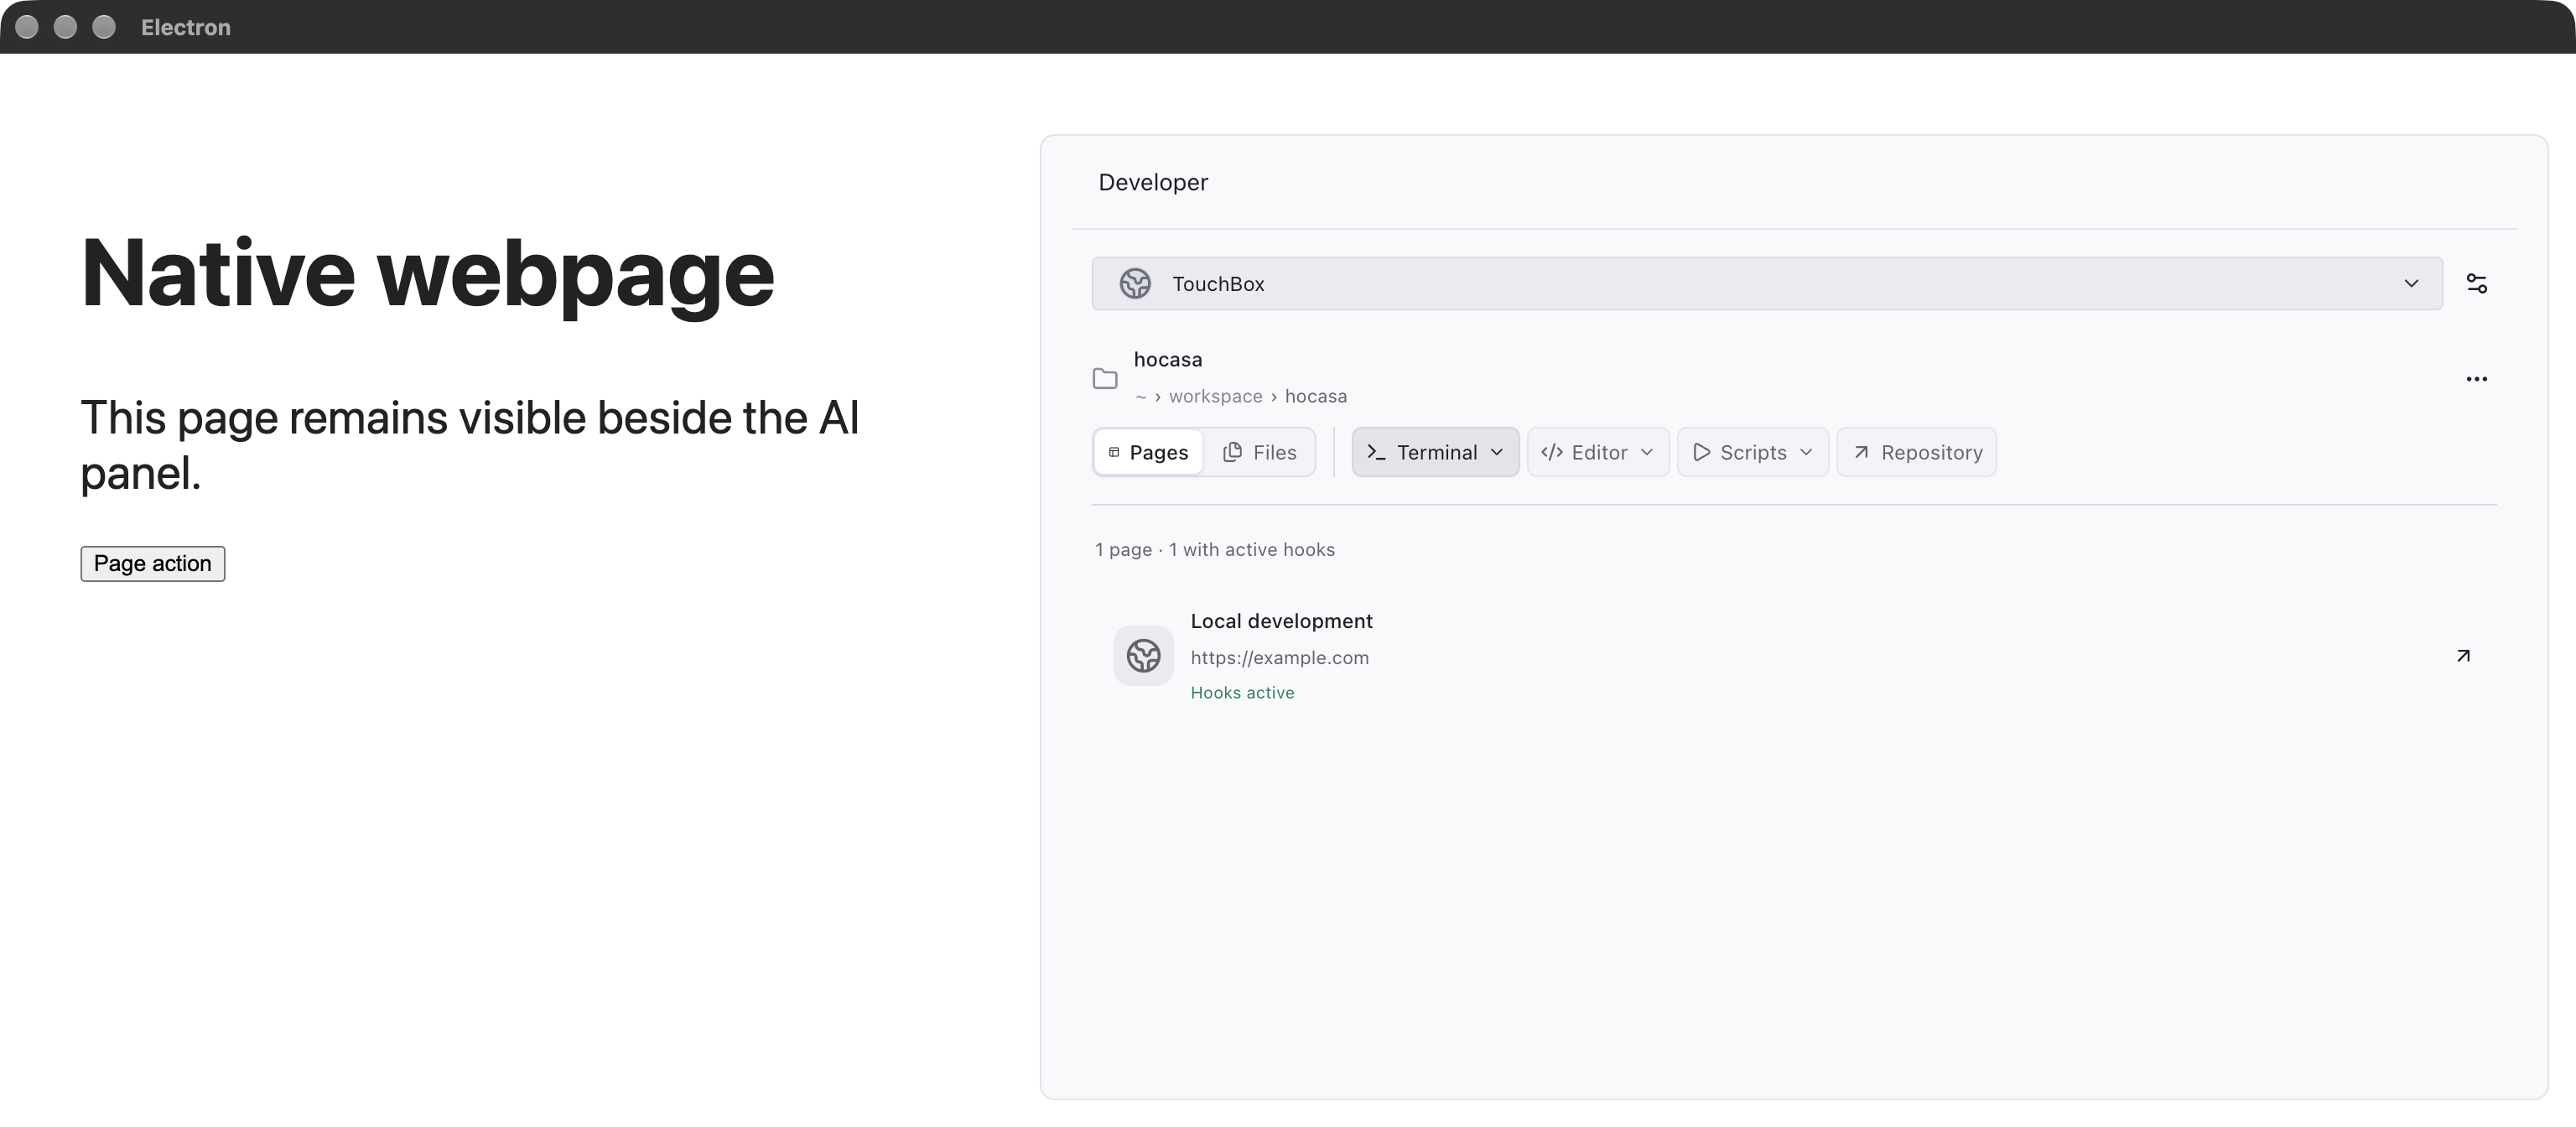 Electron
Native webpage
This page remains visible beside the AI
panel.
Page action
Developer
TouchBox
hocasa
~ › workspace › hocasa
Pages Files Terminal Editor Scripts Repository
1 page · 1 with active hooks
Local development
https://example.com
Hooks active